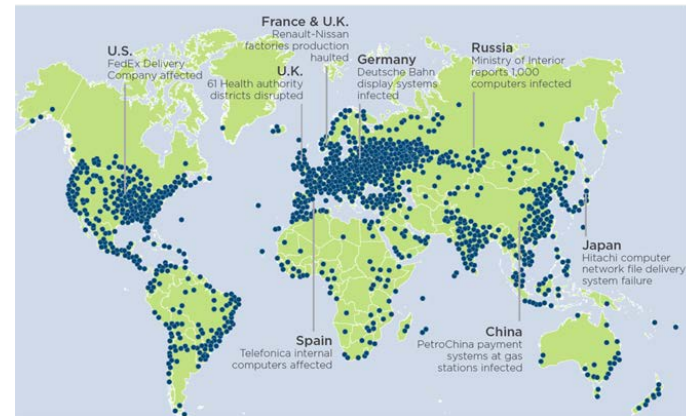 France & U.K.
Renault-Nissan
factories production
haulted
U.S.
FedEx Delivery
Company affected
U.K.
61 Health authority
districts disrupted
Germany
Deutsche Bahn
display systems
infected
Russia
Ministry of Interior
reports 1,000
computers infected
Japan
Hitachi computer
network file delivery
system failure
Spain
Telefonica internal
computers affected
China
PetroChina payment
systems at gas
stations infected